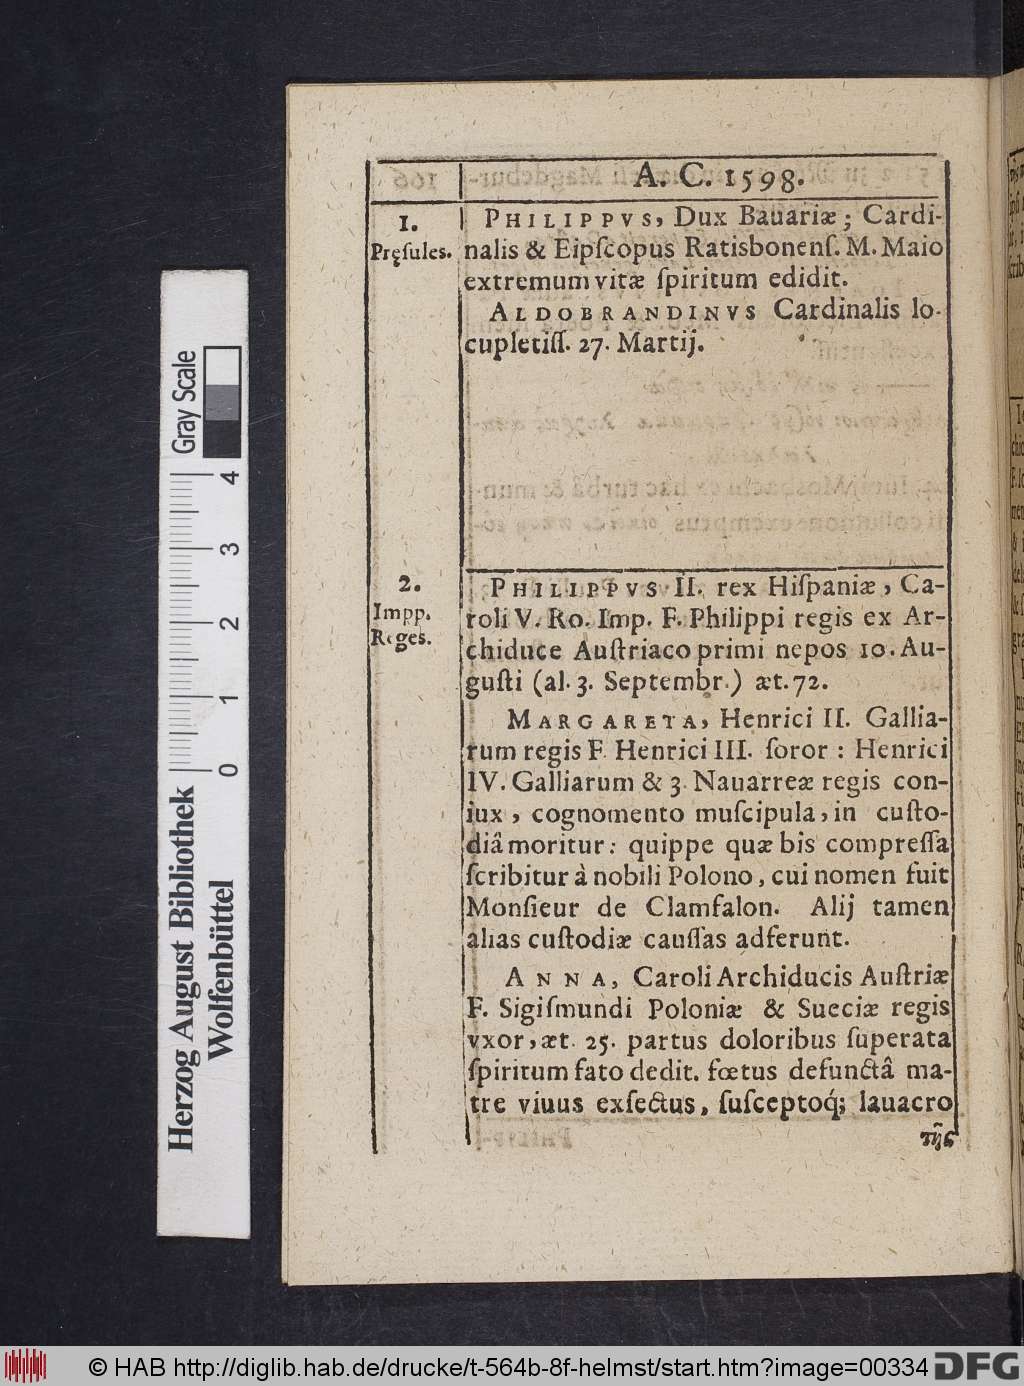 A. C. 1598.
1.
Pręsules.
PHILIPPVS, Dux Bauariæ; Cardi-
nalis & Eipſcopus Ratisbonenſ. M. Maio
extremum vitæ ſpiritum edidit.
ALDOBRANDINVS Cardinalis lo-
cupletiſſ. 27. Martij.
2.
Impp.
Reges.
PHILIPPVS II. rex Hiſpaniæ, Ca-
roli V. Ro. Imp. F. Philippi regis ex Ar-
chiduce Auſtriaco primi nepos 10. Au-
guſti (al. 3. Septembr.) æt. 72.
MARGARETA, Henrici II. Gallia-
rum regis F. Henrici III. ſoror: Henrici
IV. Galliarum & 3. Nauarreæ regis con-
iux, cognomento muſcipula, in cuſto-
diâ moritur: quippe quæ bis compreſſa
ſcribitur à nobili Polono, cui nomen fuit
Monſieur de Clamfalon. Alij tamen
alias cuſtodiæ cauſſas adferunt.
ANNA, Caroli Archiducis Auſtriæ
F. Sigiſmundi Poloniæ & Sueciæ regis
vxor, æt. 25. partus doloribus ſuperata
ſpiritum fato dedit. fœtus defunctâ ma-
tre viuus exſectus, ſuſceptoq́; lauacro
τῆς
Gray Scale
4
3
2
1
0
Herzog August Bibliothek
Wolfenbüttel
© HAB http://diglib.hab.de/drucke/t-564b-8f-helmst/start.htm?image=00334
DFG